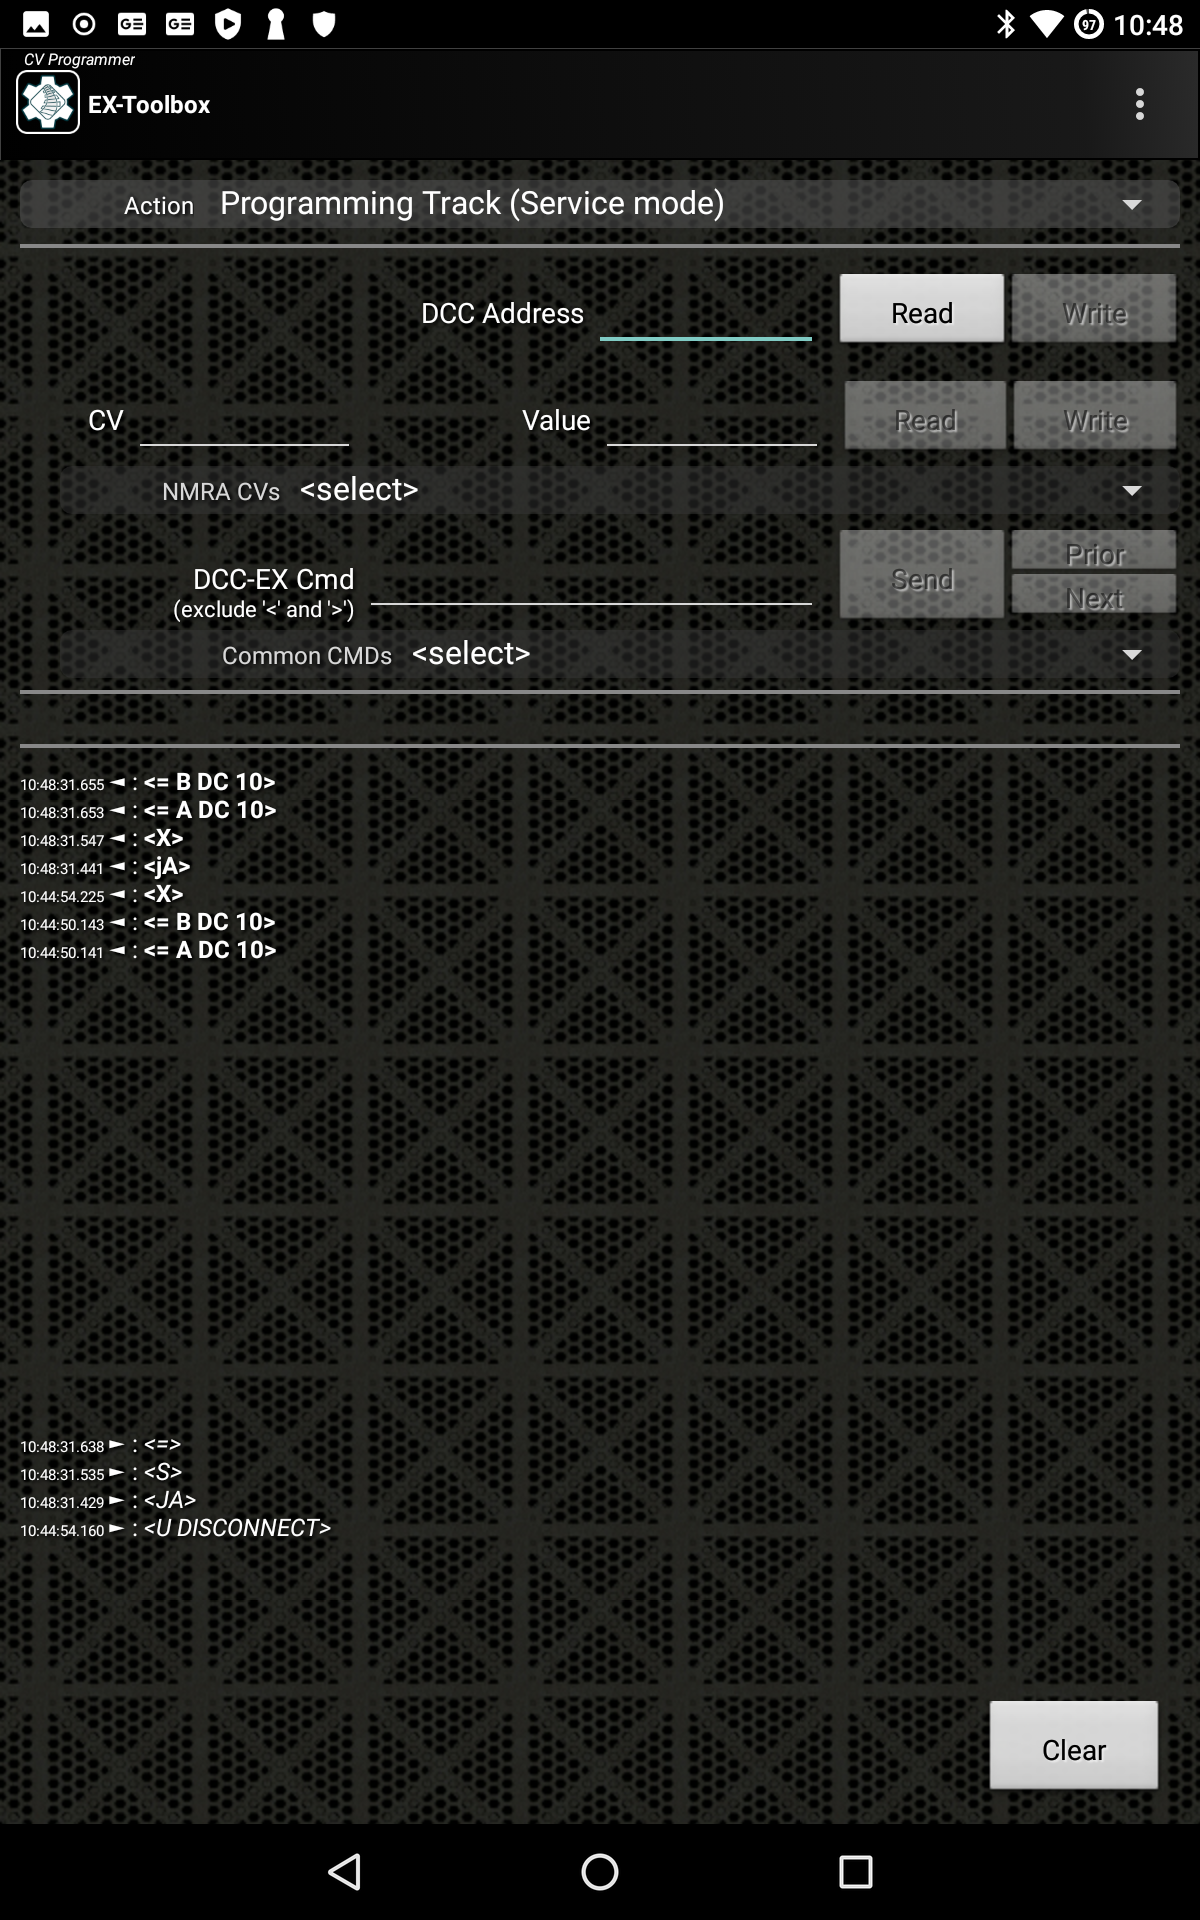 97 10:48
CV Programmer
EX-Toolbox
Action Programming Track (Service mode)
DCC Address Read Write
CV Value Read Write
NMRA CVs <select>
DCC-EX Cmd Send Prior
(exclude '<' and '>') Next
Common CMDs <select>
10:48:31.655 ◄ : <= B DC 10>
10:48:31.653 ◄ : <= A DC 10>
10:48:31.547 ◄ : <X>
10:48:31.441 ◄ : <jA>
10:44:54.225 ◄ : <X>
10:44:50.143 ◄ : <= B DC 10>
10:44:50.141 ◄ : <= A DC 10>
10:48:31.638 ► : <=>
10:48:31.535 ► : <S>
10:48:31.429 ► : <JA>
10:44:54.160 ► : <U DISCONNECT>
Clear